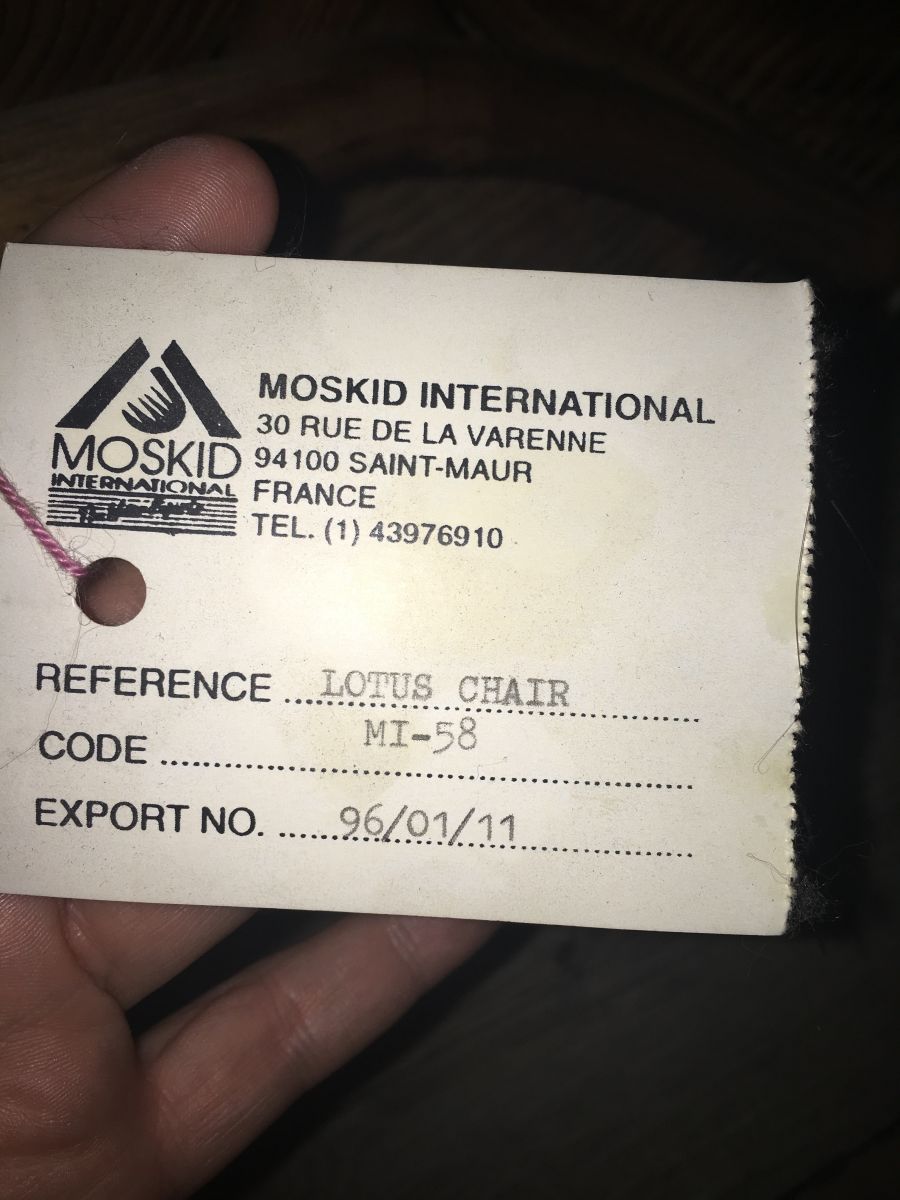 MOSKID
INTERNATIONAL
MOSKID INTERNATIONAL
30 RUE DE LA VARENNE
94100 SAINT-MAUR
FRANCE
TEL. (1) 43976910
REFERENCE ... LOTUS CHAIR
CODE ... MI-58
EXPORT NO. ... 96/01/11